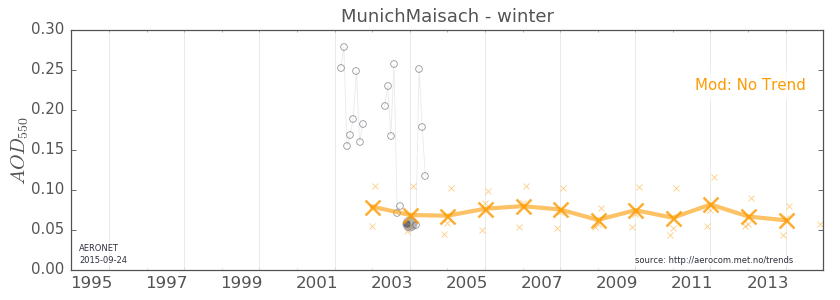 MunichMaisach - winter
0.30
0.25
0.20
0.15
0.10
0.05
0.00
AOD550
Mod: No Trend
AERONET
2015-09-24
source: http://aerocom.met.no/trends
1995 1997 1999 2001 2003 2005 2007 2009 2011 2013